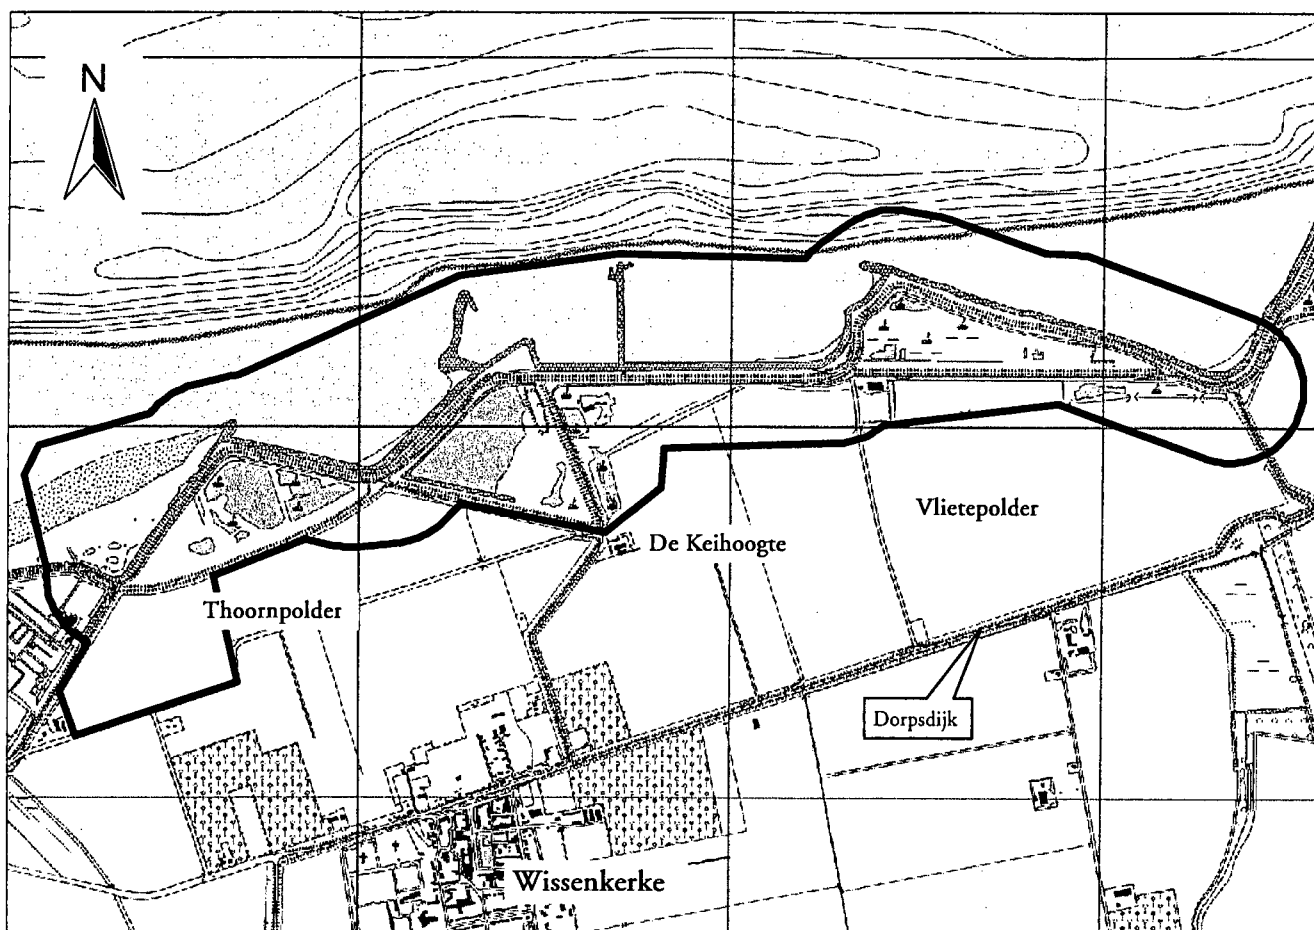 N
Vlietepolder
De Keihoogte
Thoornpolder
Dorpsdijk
Wissenkerke